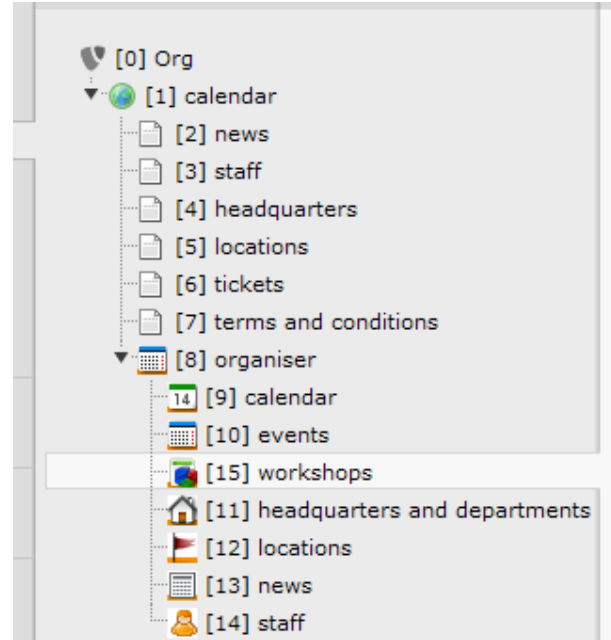 [0] Org
[1] calendar
[2] news
[3] staff
[4] headquarters
[5] locations
[6] tickets
[7] terms and conditions
[8] organiser
14 [9] calendar
[10] events
[15] workshops
[11] headquarters and departments
[12] locations
[13] news
[14] staff